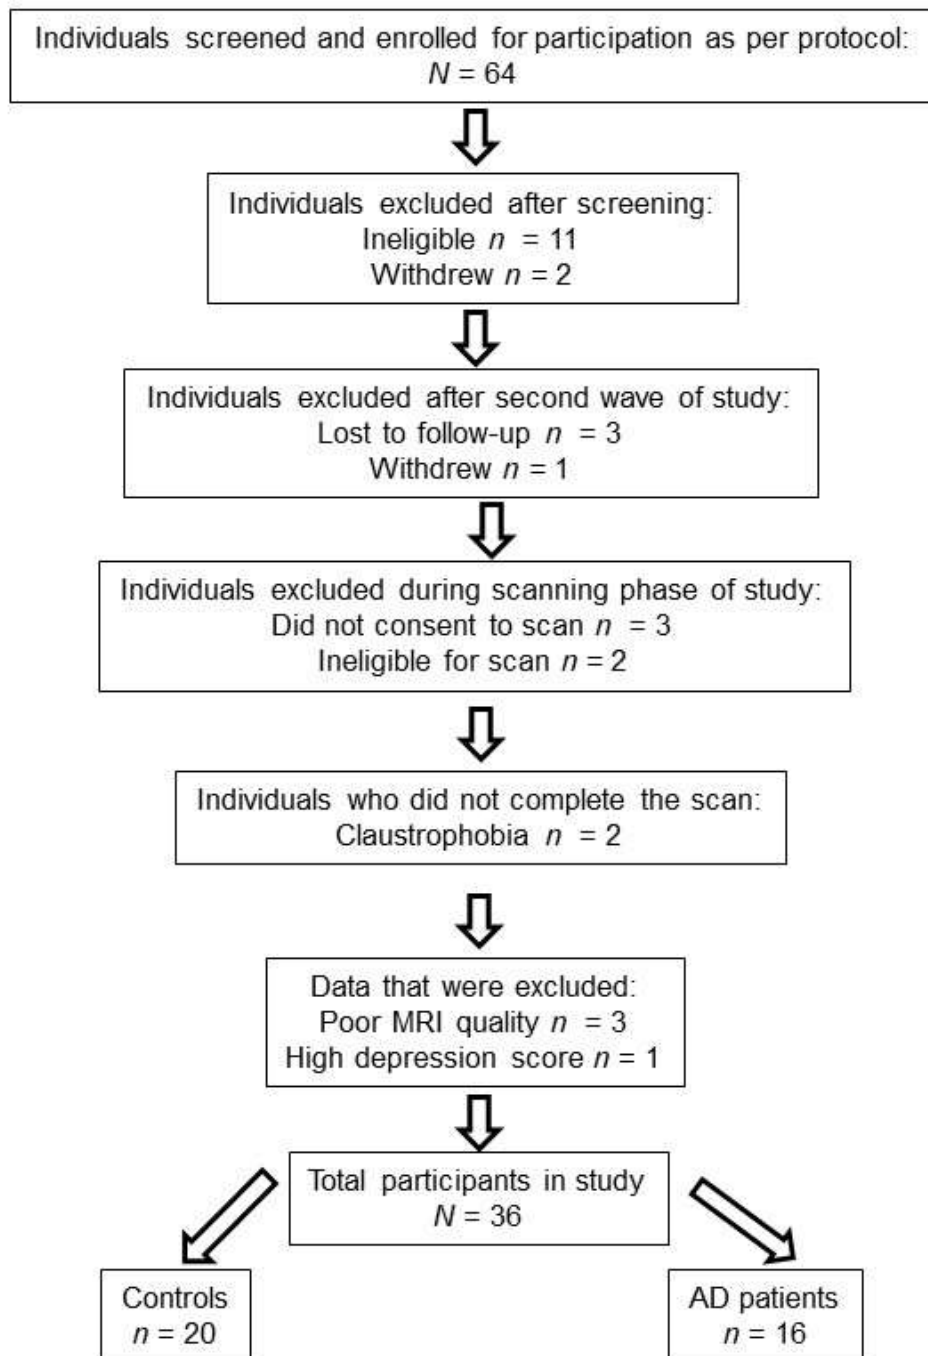 Individuals screened and enrolled for participation as per protocol:
N = 64
Individuals excluded after screening:
Ineligible n = 11
Withdrew n = 2
Individuals excluded after second wave of study:
Lost to follow-up n = 3
Withdrew n = 1
Individuals excluded during scanning phase of study:
Did not consent to scan n = 3
Ineligible for scan n = 2
Individuals who did not complete the scan:
Claustrophobia n = 2
Data that were excluded:
Poor MRI quality n = 3
High depression score n = 1
Total participants in study
N = 36
Controls
n = 20
AD patients
n = 16